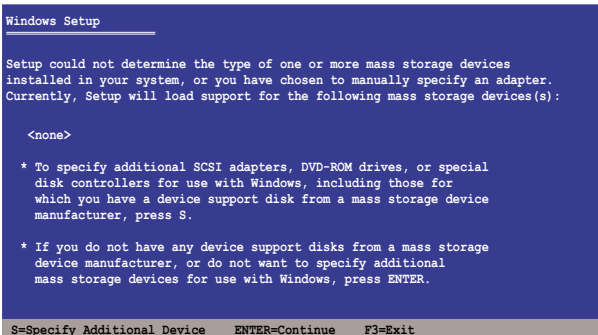 Windows Setup
Setup could not determine the type of one or more mass storage devices
installed in your system, or you have chosen to manually specify an adapter.
Currently, Setup will load support for the following mass storage devices(s):
<none>
* To specify additional SCSI adapters, DVD-ROM drives, or special
disk controllers for use with Windows, including those for
which you have a device support disk from a mass storage device
manufacturer, press S.
* If you do not have any device support disks from a mass storage
device manufacturer, or do not want to specify additional
mass storage devices for use with Windows, press ENTER.
S=Specify Additional Device ENTER=Continue F3=Exit